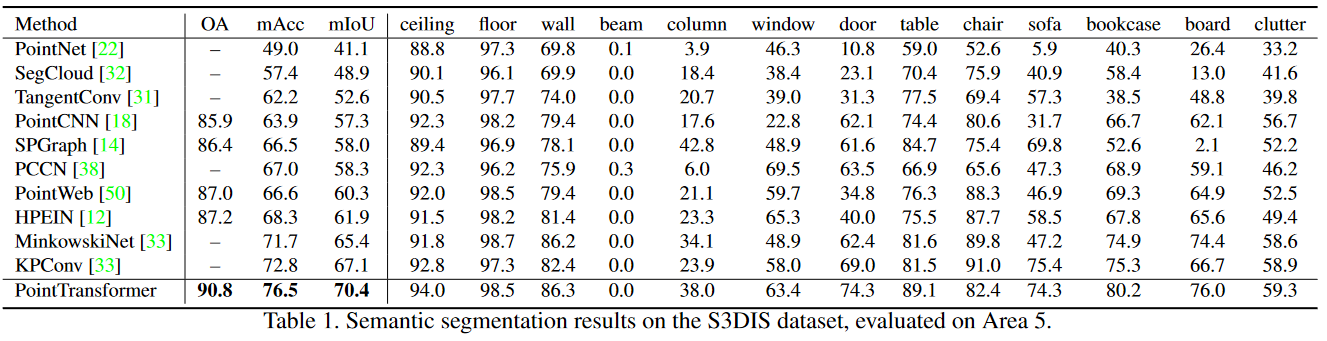 Method OA mAcc mIoU ceiling floor wall beam column window door table chair sofa bookcase board clutter
PointNet [22] – 49.0 41.1 88.8 97.3 69.8 0.1 3.9 46.3 10.8 59.0 52.6 5.9 40.3 26.4 33.2
SegCloud [32] – 57.4 48.9 90.1 96.1 69.9 0.0 18.4 38.4 23.1 70.4 75.9 40.9 58.4 13.0 41.6
TangentConv [31] – 62.2 52.6 90.5 97.7 74.0 0.0 20.7 39.0 31.3 77.5 69.4 57.3 38.5 48.8 39.8
PointCNN [18] 85.9 63.9 57.3 92.3 98.2 79.4 0.0 17.6 22.8 62.1 74.4 80.6 31.7 66.7 62.1 56.7
SPGraph [14] 86.4 66.5 58.0 89.4 96.9 78.1 0.0 42.8 48.9 61.6 84.7 75.4 69.8 52.6 2.1 52.2
PCCN [38] – 67.0 58.3 92.3 96.2 75.9 0.3 6.0 69.5 63.5 66.9 65.6 47.3 68.9 59.1 46.2
PointWeb [50] 87.0 66.6 60.3 92.0 98.5 79.4 0.0 21.1 59.7 34.8 76.3 88.3 46.9 69.3 64.9 52.5
HPEIN [12] 87.2 68.3 61.9 91.5 98.2 81.4 0.0 23.3 65.3 40.0 75.5 87.7 58.5 67.8 65.6 49.4
MinkowskiNet [33] – 71.7 65.4 91.8 98.7 86.2 0.0 34.1 48.9 62.4 81.6 89.8 47.2 74.9 74.4 58.6
KPConv [33] – 72.8 67.1 92.8 97.3 82.4 0.0 23.9 58.0 69.0 81.5 91.0 75.4 75.3 66.7 58.9
PointTransformer 90.8 76.5 70.4 94.0 98.5 86.3 0.0 38.0 63.4 74.3 89.1 82.4 74.3 80.2 76.0 59.3
Table 1. Semantic segmentation results on the S3DIS dataset, evaluated on Area 5.